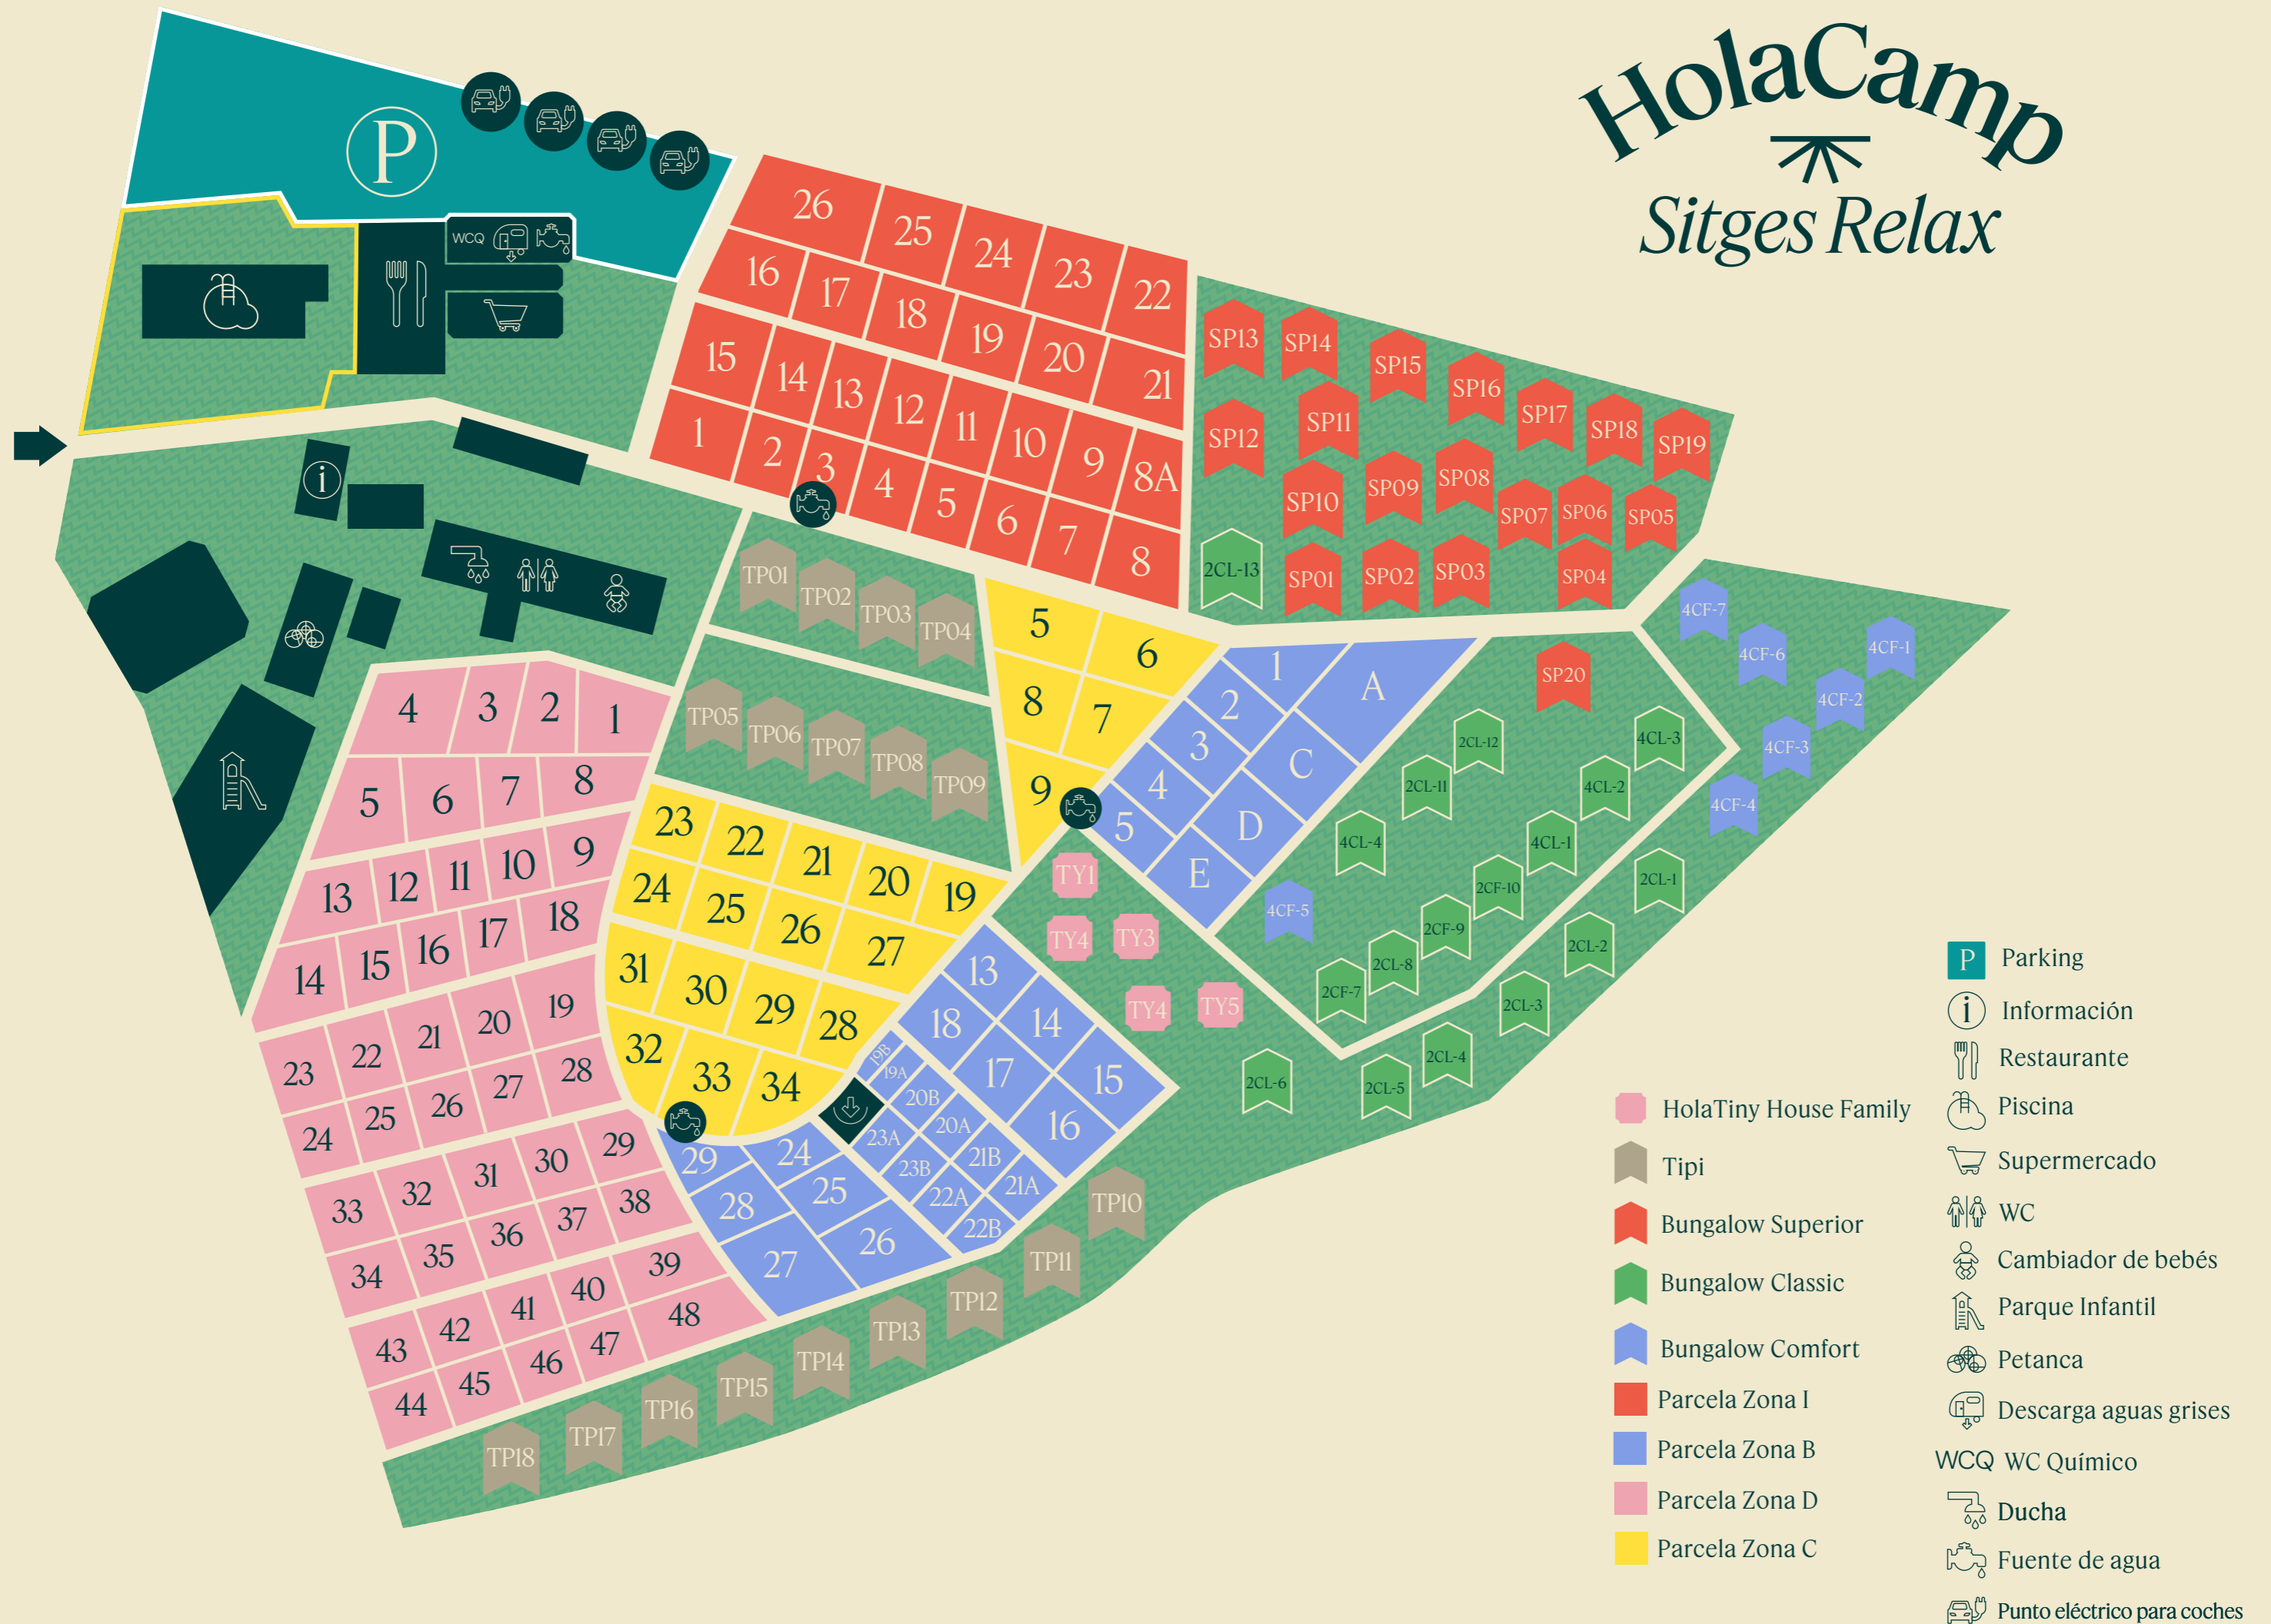 HolaCamp
Sitges Relax
P
WCQ
i
26 25 24 23 22
16 17 18 19 20 21
15 14 13 12 11 10 9 8A
1 2 3 4 5 6 7 8
SP13 SP14 SP15 SP16 SP17 SP18 SP19
SP12 SP11 SP10 SP09 SP08 SP07 SP06 SP05
2CL-13 SP01 SP02 SP03 SP04
TP01 TP02 TP03 TP04
TP05 TP06 TP07 TP08 TP09
5 6
8 7
9
1 A
2
3 C
4 D
5 E
SP20
4CF-7 4CF-6 4CF-1
4CF-2
4CF-3
4CF-4
2CL-12 4CL-3
2CL-11 4CL-2
4CL-4 4CL-1
2CF-10 2CL-1
4CF-5 2CF-9 2CL-2
2CL-8
2CF-7 2CL-3
2CL-6 2CL-5 2CL-4
TY1
TY4 TY3
TY4 TY5
4 3 2 1
5 6 7 8
13 12 11 10 9
14 15 16 17 18
23 22 21 20 19
24 25 26 27 28
33 32 31 30 29
34 35 36 37 38
43 42 41 40 39
44 45 46 47 48
23 22 21 20 19
24 25 26 27
31 30 29 28
32 33 34
13
18 14
17 15
16
19B
19A
20B
20A
23A
23B 21B
22A 21A
22B
29 24
28 25
27 26
TP10
TP11
TP12
TP13
TP14
TP15
TP16
TP17
TP18
HolaTiny House Family
Tipi
Bungalow Superior
Bungalow Classic
Bungalow Comfort
Parcela Zona I
Parcela Zona B
Parcela Zona D
Parcela Zona C
P Parking
i Información
Restaurante
Piscina
Supermercado
WC
Cambiador de bebés
Parque Infantil
Petanca
Descarga aguas grises
WCQ WC Químico
Ducha
Fuente de agua
Punto eléctrico para coches